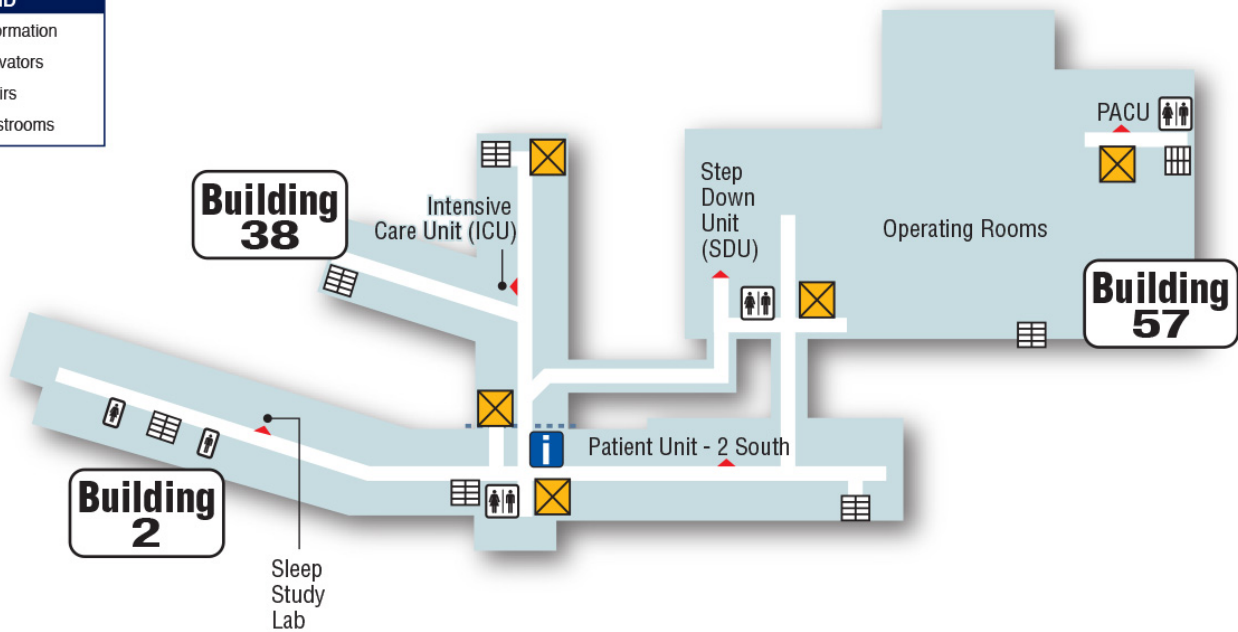 ormation
vators
irs
strooms
PACU
Building
38
Intensive
Care Unit (ICU)
Step
Down
Unit
(SDU)
Operating Rooms
Building
57
i
Patient Unit - 2 South
Building
2
Sleep
Study
Lab